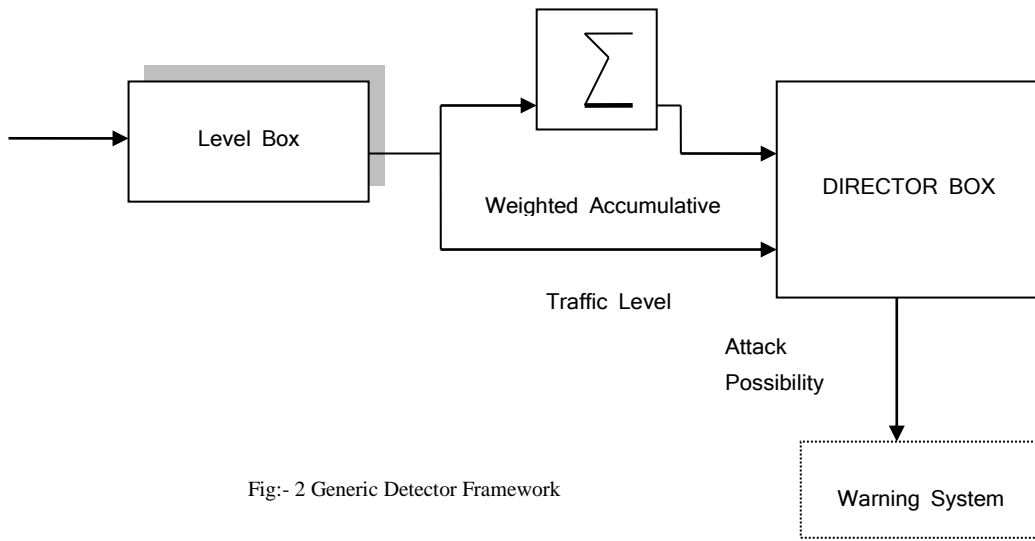 Level Box
∑
DIRECTOR BOX
Weighted Accumulative
Traffic Level
Attack
Possibility
Warning System
Fig:- 2 Generic Detector Framework